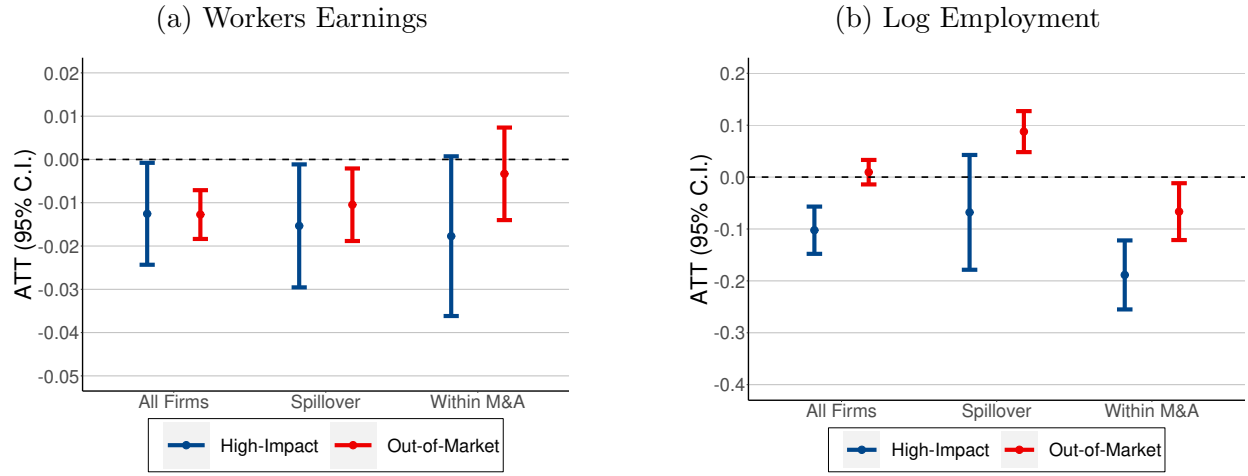 (a) Workers Earnings
ATT (95% C.I.)
0.02
0.01
0.00
-0.01
-0.02
-0.03
-0.04
-0.05
All Firms Spillover Within M&A
High-Impact Out-of-Market
(b) Log Employment
ATT (95% C.I.)
0.2
0.1
0.0
-0.1
-0.2
-0.3
-0.4
All Firms Spillover Within M&A
High-Impact Out-of-Market